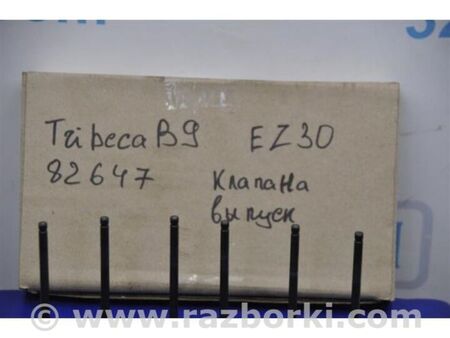 Tribeca B9 EZ30
82647 Клапана
выпуск
www.razborki.com